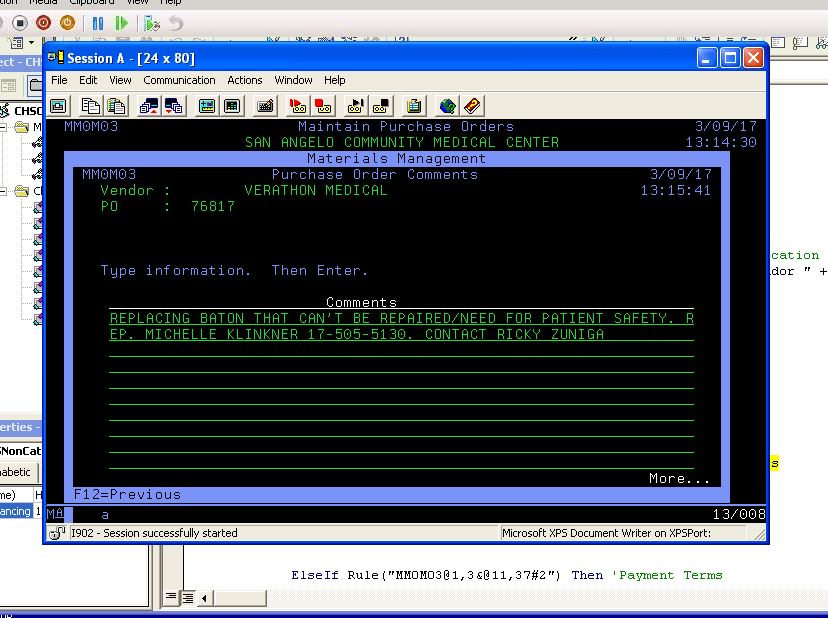 Media Clipboard View Help
Session A - [24 x 80]
File Edit View Communication Actions Window Help
MM0M03 Maintain Purchase Orders 3/09/17
SAN ANGELO COMMUNITY MEDICAL CENTER 13:14:30
Materials Management
MM0M03 Purchase Order Comments 3/09/17
Vendor : VERATHON MEDICAL 13:15:41
PO : 76817
Type information. Then Enter.
Comments
REPLACING BATON THAT CAN'T BE REPAIRED/NEED FOR PATIENT SAFETY. R
EP. MICHELLE KLINKNER 17-505-5130. CONTACT RICKY ZUNIGA
More...
F12=Previous
MA a 13/008
I902 - Session successfully started Microsoft XPS Document Writer on XPSPort:
ect - CH
CHSC
M
C
erties -
SNonCat
abetic
me) H
ancing 1
cation
dor " +
s
ElseIf Rule("MMOMO3@1,3&@11,37#2") Then 'Payment Terms